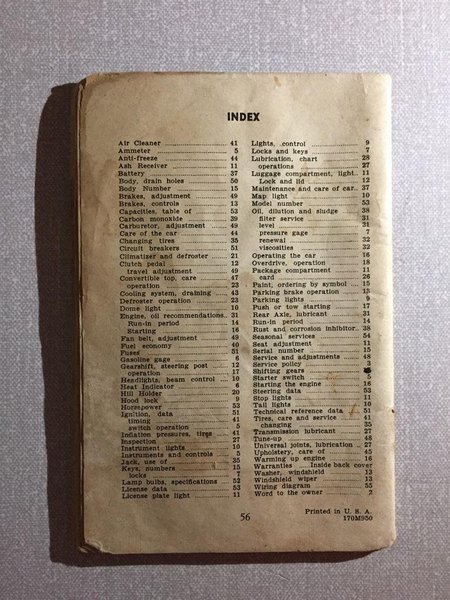 INDEX
Air Cleaner 41
Ammeter 5
Anti-freeze 44
Ash Receiver 11
Battery 37
Body, drain holes 50
Body Number 15
Brakes, adjustment 49
Brakes, controls 13
Capacities, table of 53
Carbon monoxide 39
Carburetor, adjustment 49
Care of the car 44
Changing tires 35
Circuit breakers 51
Climatizer and defroster 21
Clutch pedal 12
travel adjustment 49
Convertible top, care 47
operation 23
Cooling system, draining 43
Defroster operation 23
Dome light 10
Engine, oil recommendations 31
Run-in period 14
Starting 16
Fan belt, adjustment 49
Fuel economy 40
Fuses 51
Gasoline gage 6
Gearshift, steering post 12
operation
Headlights, beam control 10
Heat Indicator 6
Hill Holder 20
Hood lock 9
Horsepower 53
Ignition, data 51
timing 41
switch operation 5
Inflation pressures, tires 41
Inspection 27
Instrument lights 10
Instruments and controls 5
Jack, use of 35
Keys, numbers 15
locks 7
Lamp bulbs, specifications 52
License data 53
License plate light 11
Lights, control 9
Locks and keys 7
Lubrication, chart 28
operations 27
Luggage compartment, light 11
Lock and lid 12
Maintenance and care of car 37
Map light 10
Model number 53
Oil, dilution and sludge 38
filter service 31
level 31
pressure gage 7
renewal 32
viscosities 32
Operating the car 16
Overdrive, operation 18
Package compartment 11
card 26
Paint, ordering by symbol 15
Parking brake operation 13
Parking lights 9
Push or tow starting 17
Rear Axle, lubricant 31
Run-in period 14
Rust and corrosion inhibitor 38
Seasonal services 54
Seat adjustment 11
Serial number 15
Service and adjustments 48
Service policy 3
Shifting gears
Starter switch 5
Starting the engine 16
Steering data 53
Stop lights 11
Tail lights 10
Technical reference data 51
Tires, care and service 41
changing 35
Transmission lubricant 27
Tune-up 48
Universal joints, lubrication 27
Upholstery, care of 45
Warming up engine 16
Warranties Inside back cover
Washer, windshield 13
Windshield wiper 13
Wiring diagram 55
Word to the owner 2
56
Printed in U. S. A.
170M950